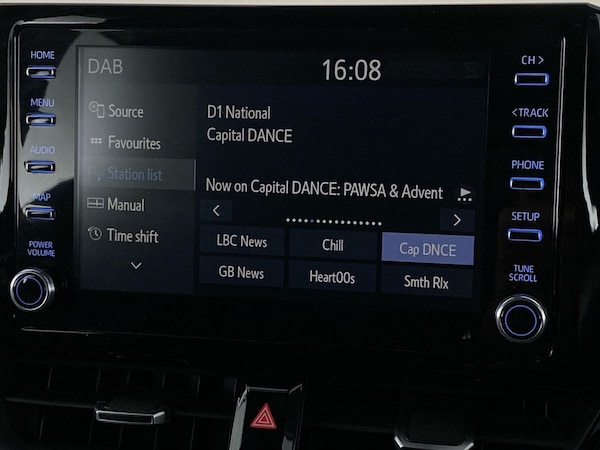 HOME
MENU
AUDIO
MAP
POWER
VOLUME
DAB
16:08
Source
Favourites
Station list
Manual
Time shift
D1 National
Capital DANCE
Now on Capital DANCE: PAWSA & Advent
LBC News
Chill
Cap DNCE
GB News
Heart00s
Smth Rlx
CH >
< TRACK
PHONE
SETUP
TUNE
SCROLL